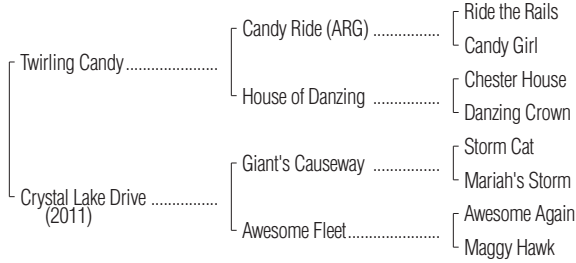 Ride the Rails
Candy Ride (ARG) ................
Candy Girl
Twirling Candy ......................
Chester House
House of Danzing ................
Danzing Crown
Storm Cat
Giant's Causeway ................
Mariah's Storm
Crystal Lake Drive ................
(2011)
Awesome Again
Awesome Fleet......................
Maggy Hawk